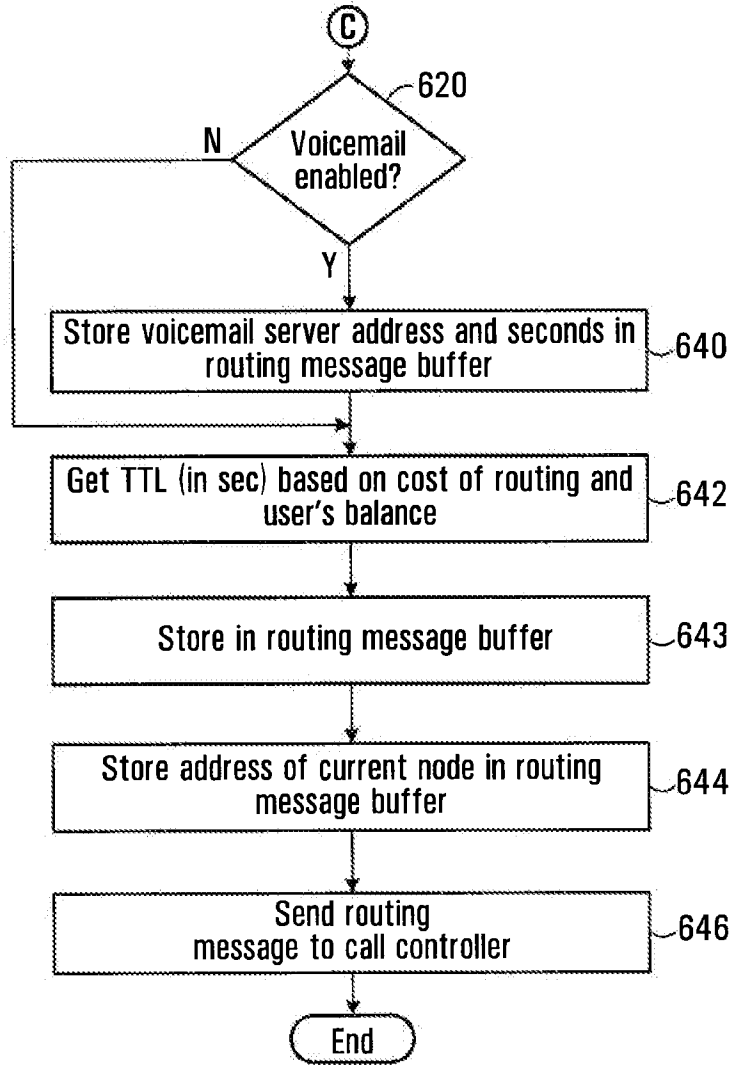 C
620
Voicemail
enabled?
N
Y
Store voicemail server address and seconds in
routing message buffer
640
Get TTL (in sec) based on cost of routing and
user's balance
642
Store in routing message buffer
643
Store address of current node in routing
message buffer
644
Send routing
message to call controller
646
End